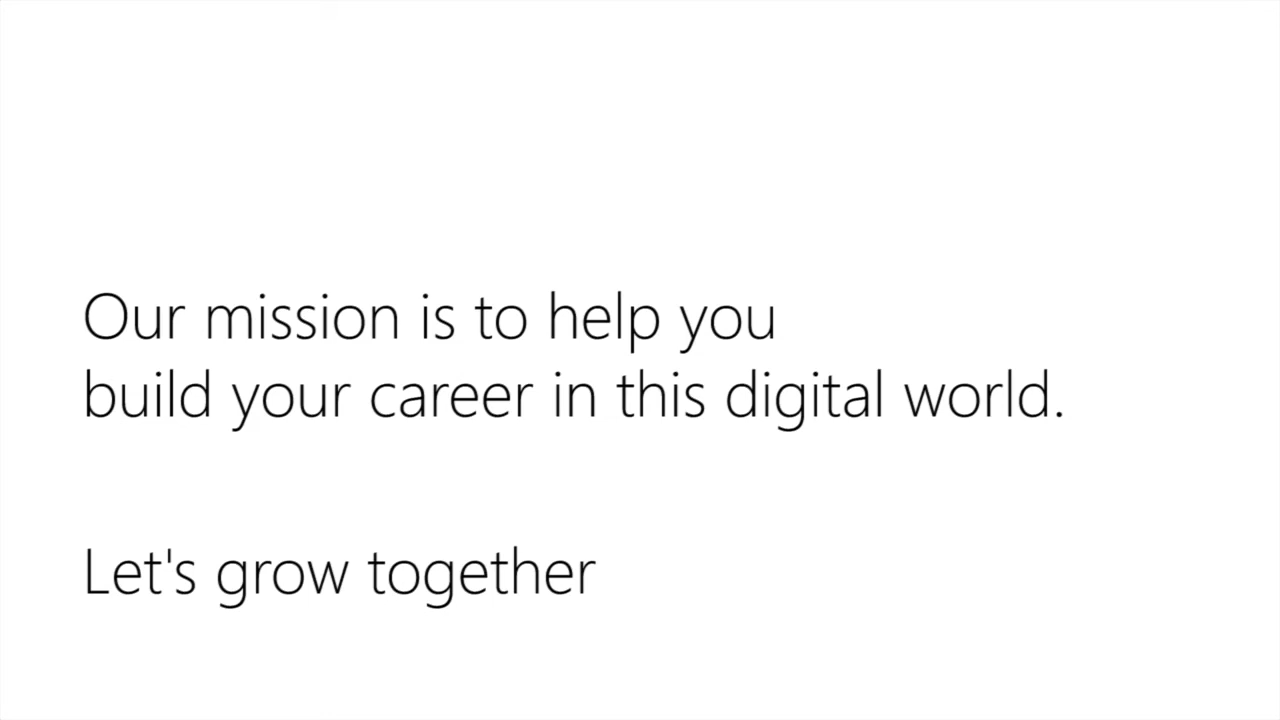 Our mission is to help you
build your career in this digital world.
Let's grow together